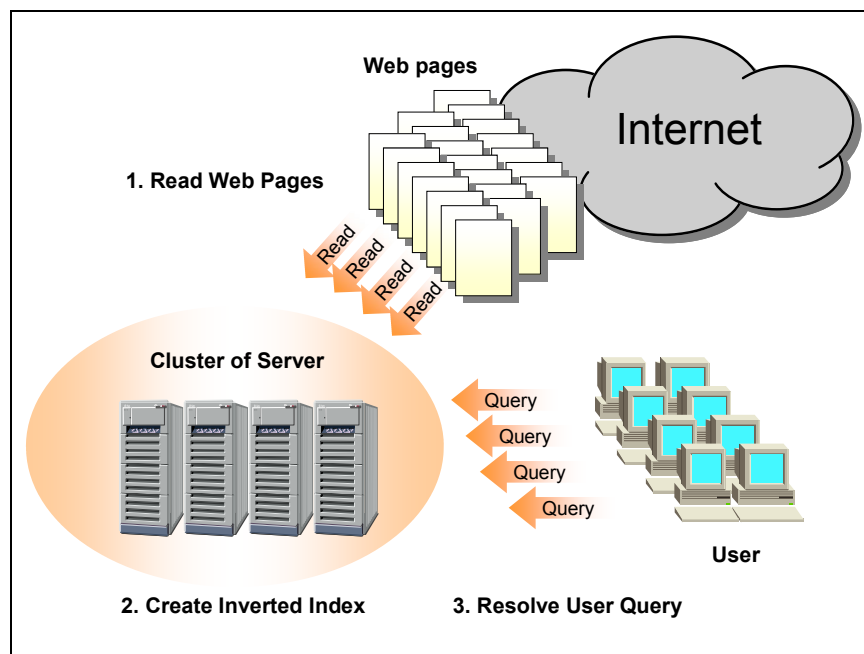 Web pages
Internet
1. Read Web Pages
Read
Read
Read
Read
Cluster of Server
Query
Query
Query
Query
User
2. Create Inverted Index
3. Resolve User Query